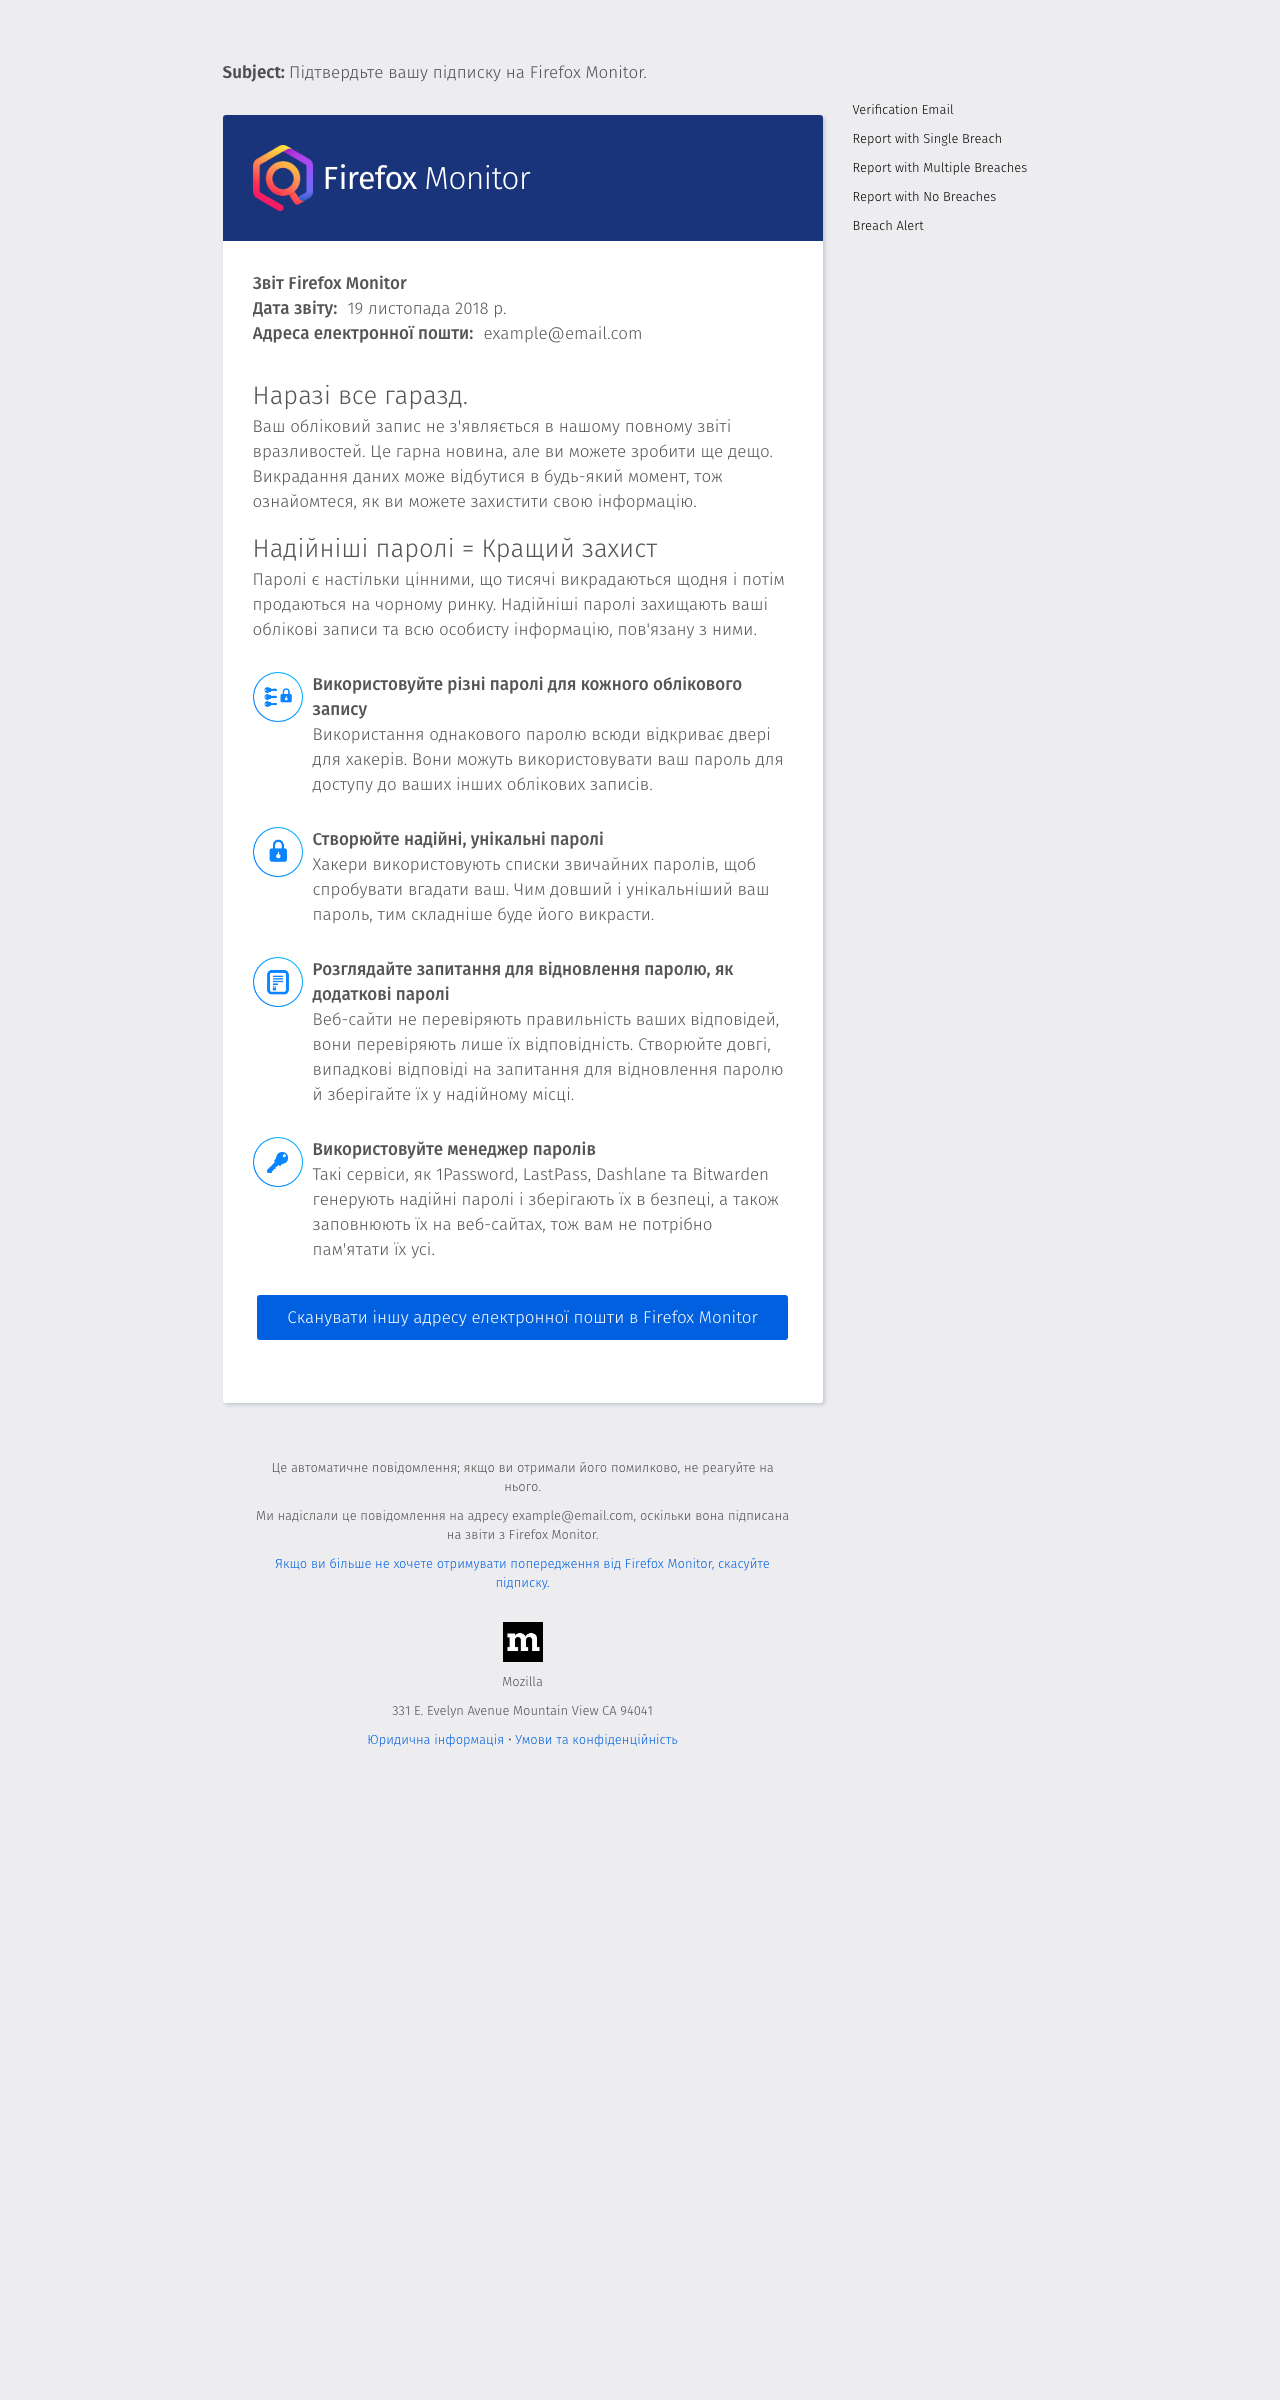 Subject: Підтвердьте вашу підписку на Firefox Monitor.
Verification Email
Report with Single Breach
Report with Multiple Breaches
Report with No Breaches
Breach Alert
Firefox Monitor
Звіт Firefox Monitor
Дата звіту: 19 листопада 2018 р.
Адреса електронної пошти: example@email.com
Наразі все гаразд.
Ваш обліковий запис не з'являється в нашому повному звіті
вразливостей. Це гарна новина, але ви можете зробити ще дещо.
Викрадання даних може відбутися в будь-який момент, тож
ознайомтеся, як ви можете захистити свою інформацію.
Надійніші паролі = Кращий захист
Паролі є настільки цінними, що тисячі викрадаються щодня і потім
продаються на чорному ринку. Надійніші паролі захищають ваші
облікові записи та всю особисту інформацію, пов'язану з ними.
Використовуйте різні паролі для кожного облікового
запису
Використання однакового паролю всюди відкриває двері
для хакерів. Вони можуть використовувати ваш пароль для
доступу до ваших інших облікових записів.
Створюйте надійні, унікальні паролі
Хакери використовують списки звичайних паролів, щоб
спробувати вгадати ваш. Чим довший і унікальніший ваш
пароль, тим складніше буде його викрасти.
Розглядайте запитання для відновлення паролю, як
додаткові паролі
Веб-сайти не перевіряють правильність ваших відповідей,
вони перевіряють лише їх відповідність. Створюйте довгі,
випадкові відповіді на запитання для відновлення паролю
й зберігайте їх у надійному місці.
Використовуйте менеджер паролів
Такі сервіси, як 1Password, LastPass, Dashlane та Bitwarden
генерують надійні паролі і зберігають їх в безпеці, а також
заповнюють їх на веб-сайтах, тож вам не потрібно
пам'ятати їх усі.
Сканувати іншу адресу електронної пошти в Firefox Monitor
Це автоматичне повідомлення; якщо ви отримали його помилково, не реагуйте на
нього.
Ми надіслали це повідомлення на адресу example@email.com, оскільки вона підписана
на звіти з Firefox Monitor.
Якщо ви більше не хочете отримувати попередження від Firefox Monitor, скасуйте
підписку.
m
Mozilla
331 E. Evelyn Avenue Mountain View CA 94041
Юридична інформація • Умови та конфіденційність